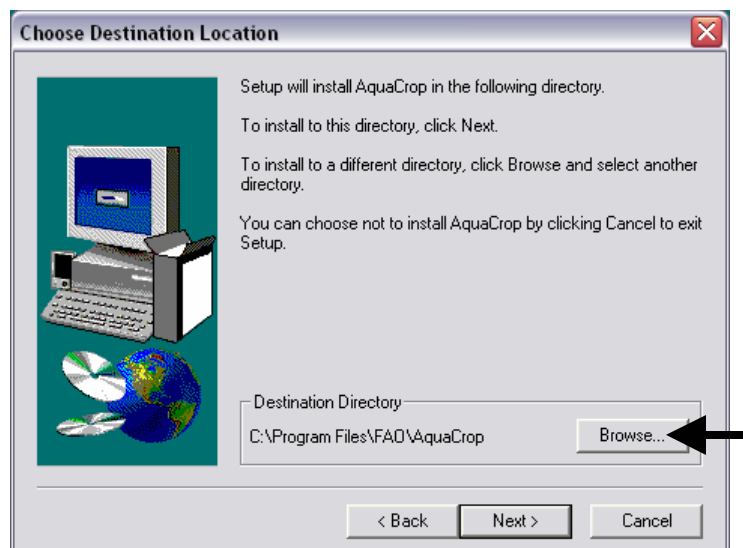 Choose Destination Location
Setup will install AquaCrop in the following directory.
To install to this directory, click Next.
To install to a different directory, click Browse and select another
directory.
You can choose not to install AquaCrop by clicking Cancel to exit
Setup.
Destination Directory
C:\Program Files\FAO\AquaCrop
Browse...
< Back
Next >
Cancel